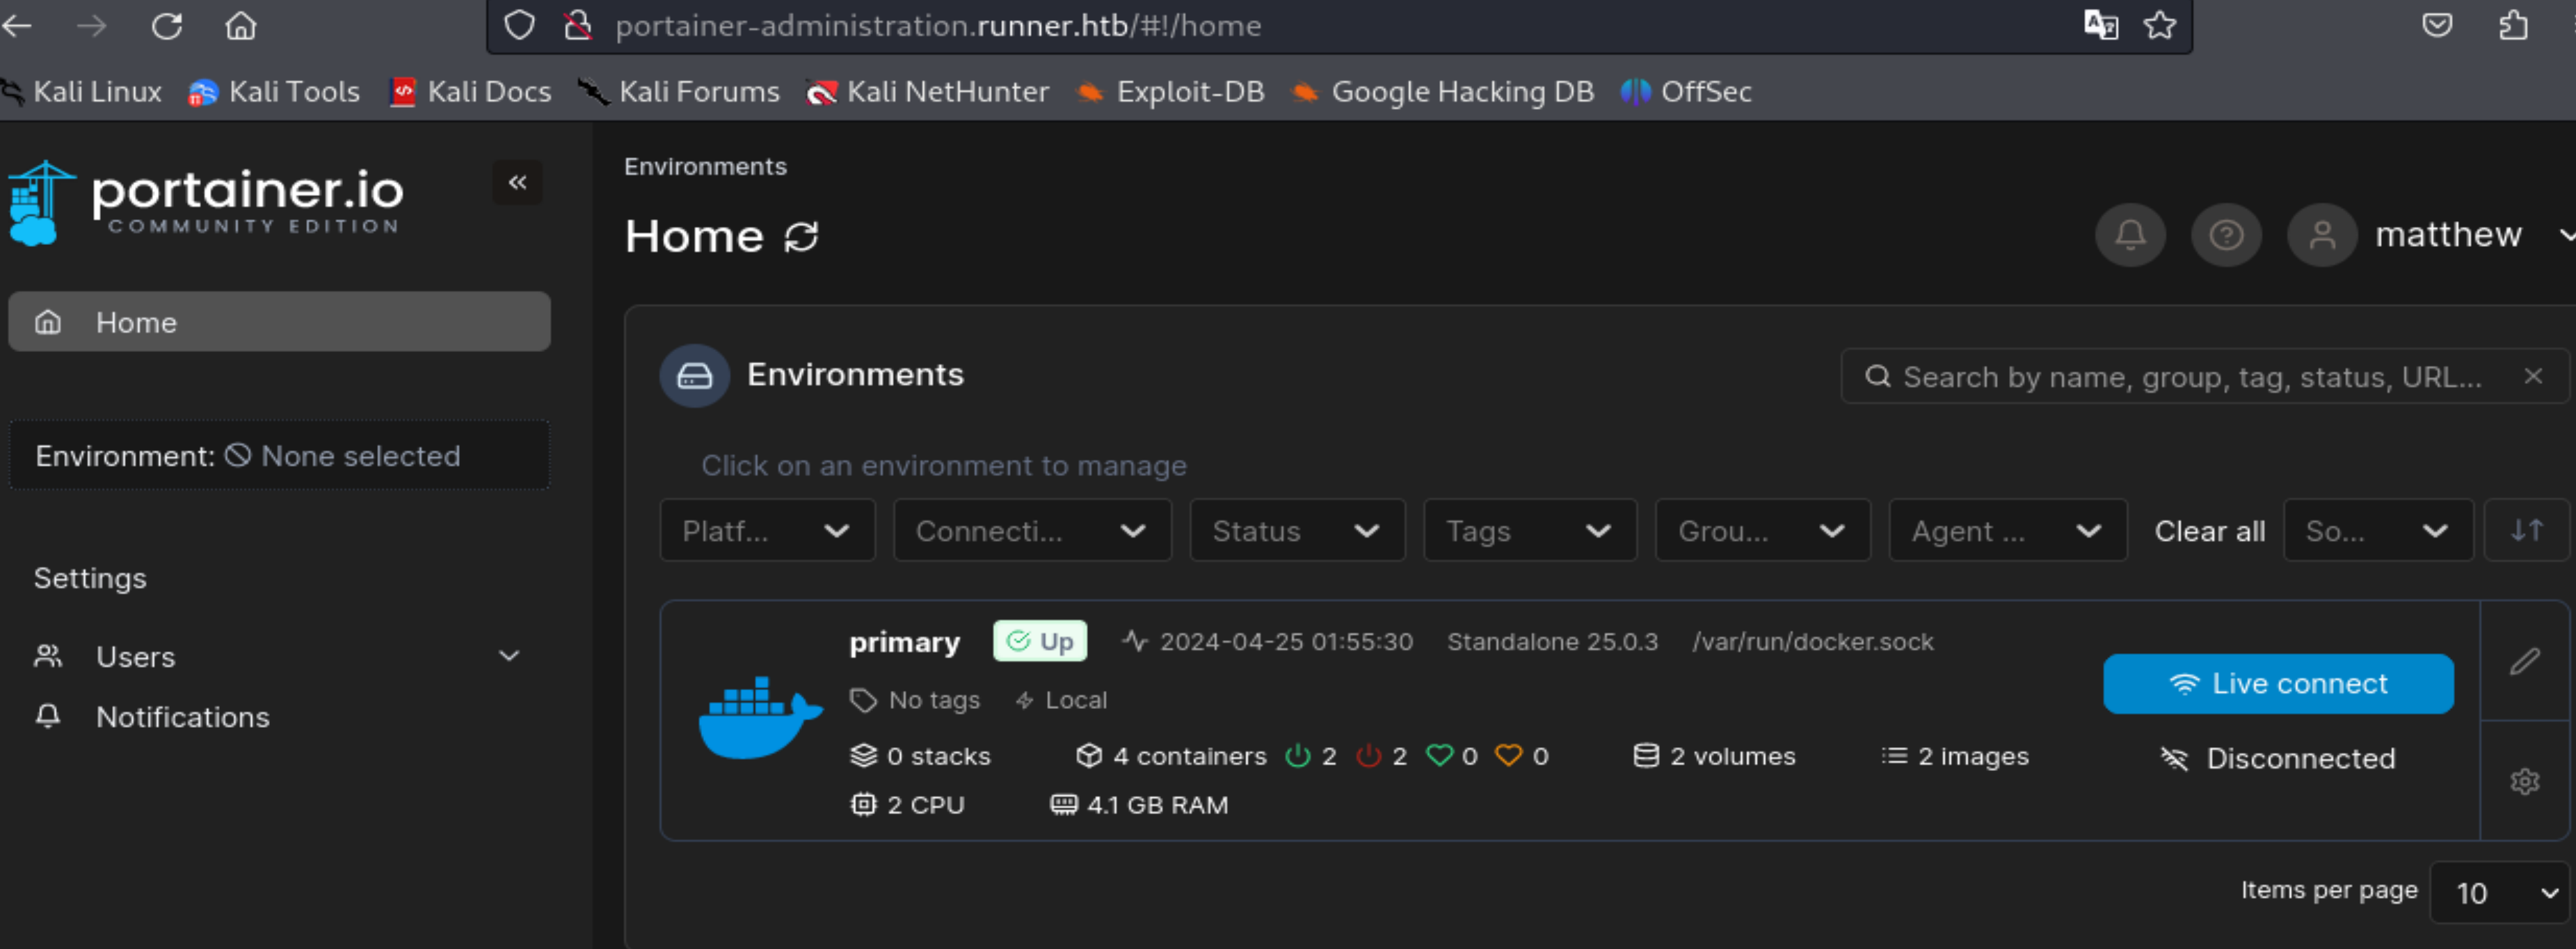 portainer-administration.runner.htb/#!/home
Kali Linux Kali Tools Kali Docs Kali Forums Kali NetHunter Exploit-DB Google Hacking DB OffSec
portainer.io
COMMUNITY EDITION
Home
Environment: None selected
Settings
Users
Notifications
Environments
Home
matthew
Environments
Search by name, group, tag, status, URL...
Click on an environment to manage
Platf... Connecti... Status Tags Grou... Agent ... Clear all So...
primary Up 2024-04-25 01:55:30 Standalone 25.0.3 /var/run/docker.sock
No tags Local
0 stacks 4 containers 2 2 0 0 2 volumes 2 images
2 CPU 4.1 GB RAM
Live connect
Disconnected
Items per page 10